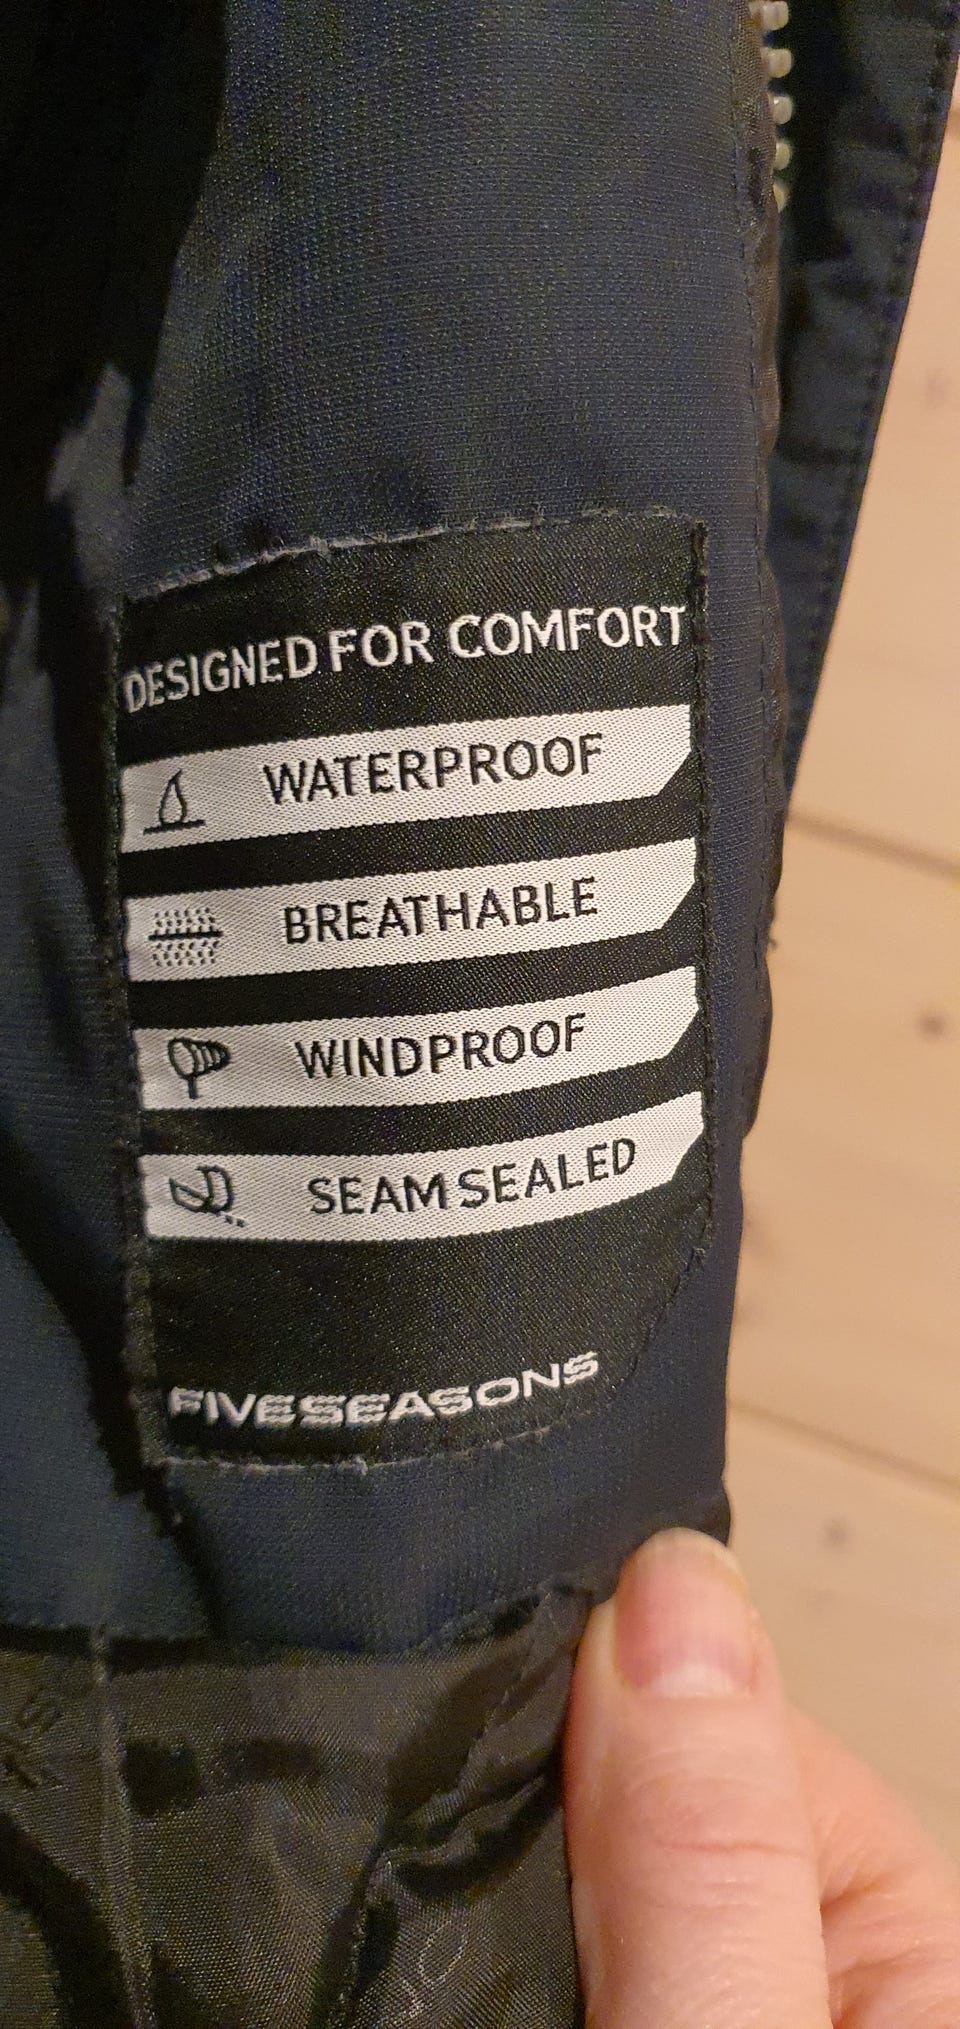 DESIGNED FOR COMFORT
WATERPROOF
BREATHABLE
WINDPROOF
SEAM SEALED
FIVESEASONS